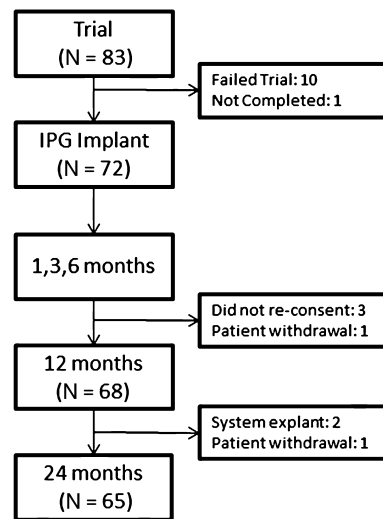 Trial
(N = 83)
Failed Trial: 10
Not Completed: 1
IPG Implant
(N = 72)
1,3,6 months
Did not re-consent: 3
Patient withdrawal: 1
12 months
(N = 68)
System explant: 2
Patient withdrawal: 1
24 months
(N = 65)